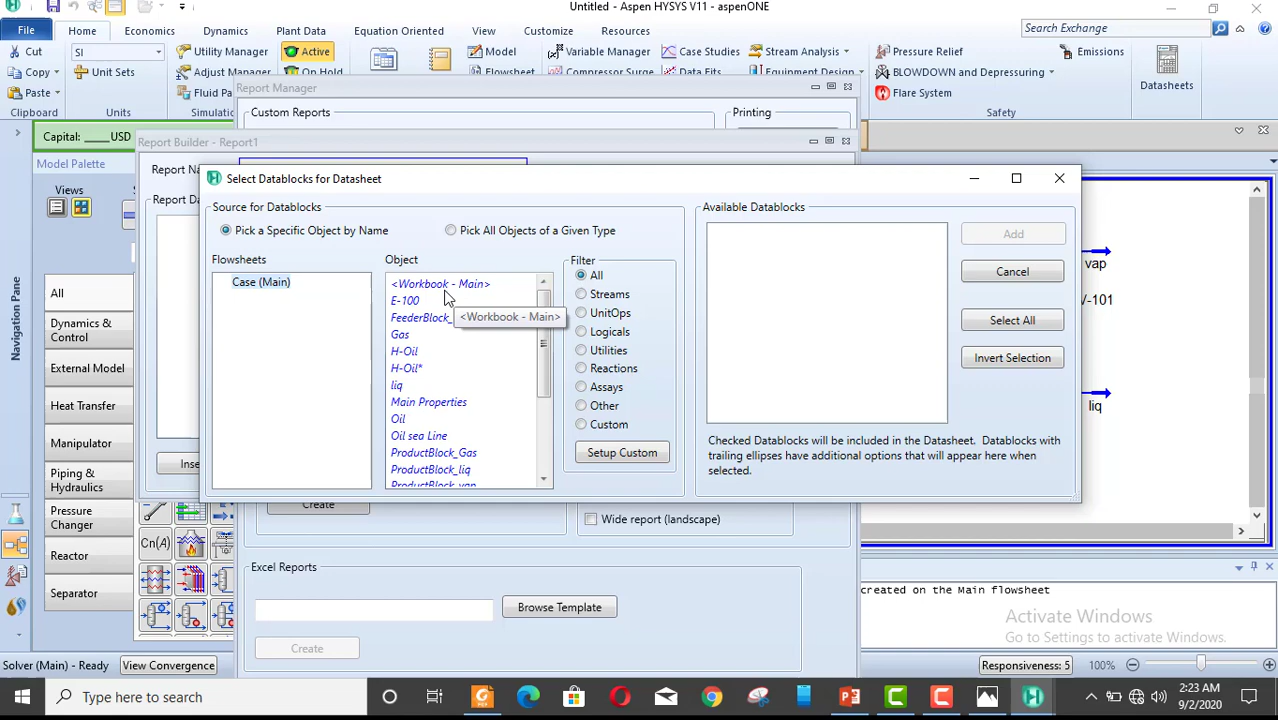 Untitled - Aspen HYSYS V11 - aspenONE
File
Home
Economics
Dynamics
Plant Data
Equation Oriented
View
Customize
Resources
Search Exchange
Cut
SI
Utility Manager
Active
Model
Variable Manager
Case Studies
Stream Analysis
Pressure Relief
Emissions
Copy
Unit Sets
Adjust Manager
On Hold
Flowsheet
Compressor Surge
Data Fits
Equipment Design
BLOWDOWN and Depressuring
Datasheets
Paste
Fluid Pa
Flare System
Clipboard
Units
Simulatio
Safety
Report Manager
Custom Reports
Printing
Capital: ____USD
Report Builder - Report1
Model Palette
Views
Report Na
Report Da
Inse
All
Dynamics &
Control
External Model
Heat Transfer
Manipulator
Piping &
Hydraulics
Pressure
Changer
Reactor
Separator
Cn(A)
Select Datablocks for Datasheet
Source for Datablocks
Pick a Specific Object by Name
Pick All Objects of a Given Type
Flowsheets
Case (Main)
Object
<Workbook - Main>
E-100
FeederBlock_
Gas
H-Oil
H-Oil*
liq
Main Properties
Oil
Oil sea Line
ProductBlock_Gas
ProductBlock_liq
ProductBlock_vap
<Workbook - Main>
Filter
All
Streams
UnitOps
Logicals
Utilities
Reactions
Assays
Other
Custom
Setup Custom
Available Datablocks
Add
Cancel
Select All
Invert Selection
Checked Datablocks will be included in the Datasheet. Datablocks with
trailing ellipses have additional options that will appear here when
selected.
vap
V-101
liq
Create
Wide report (landscape)
Excel Reports
Browse Template
Create
created on the Main flowsheet
Activate Windows
Go to Settings to activate Windows.
Solver (Main) - Ready
View Convergence
Responsiveness: 5
100%
Type here to search
2:23 AM
9/2/2020